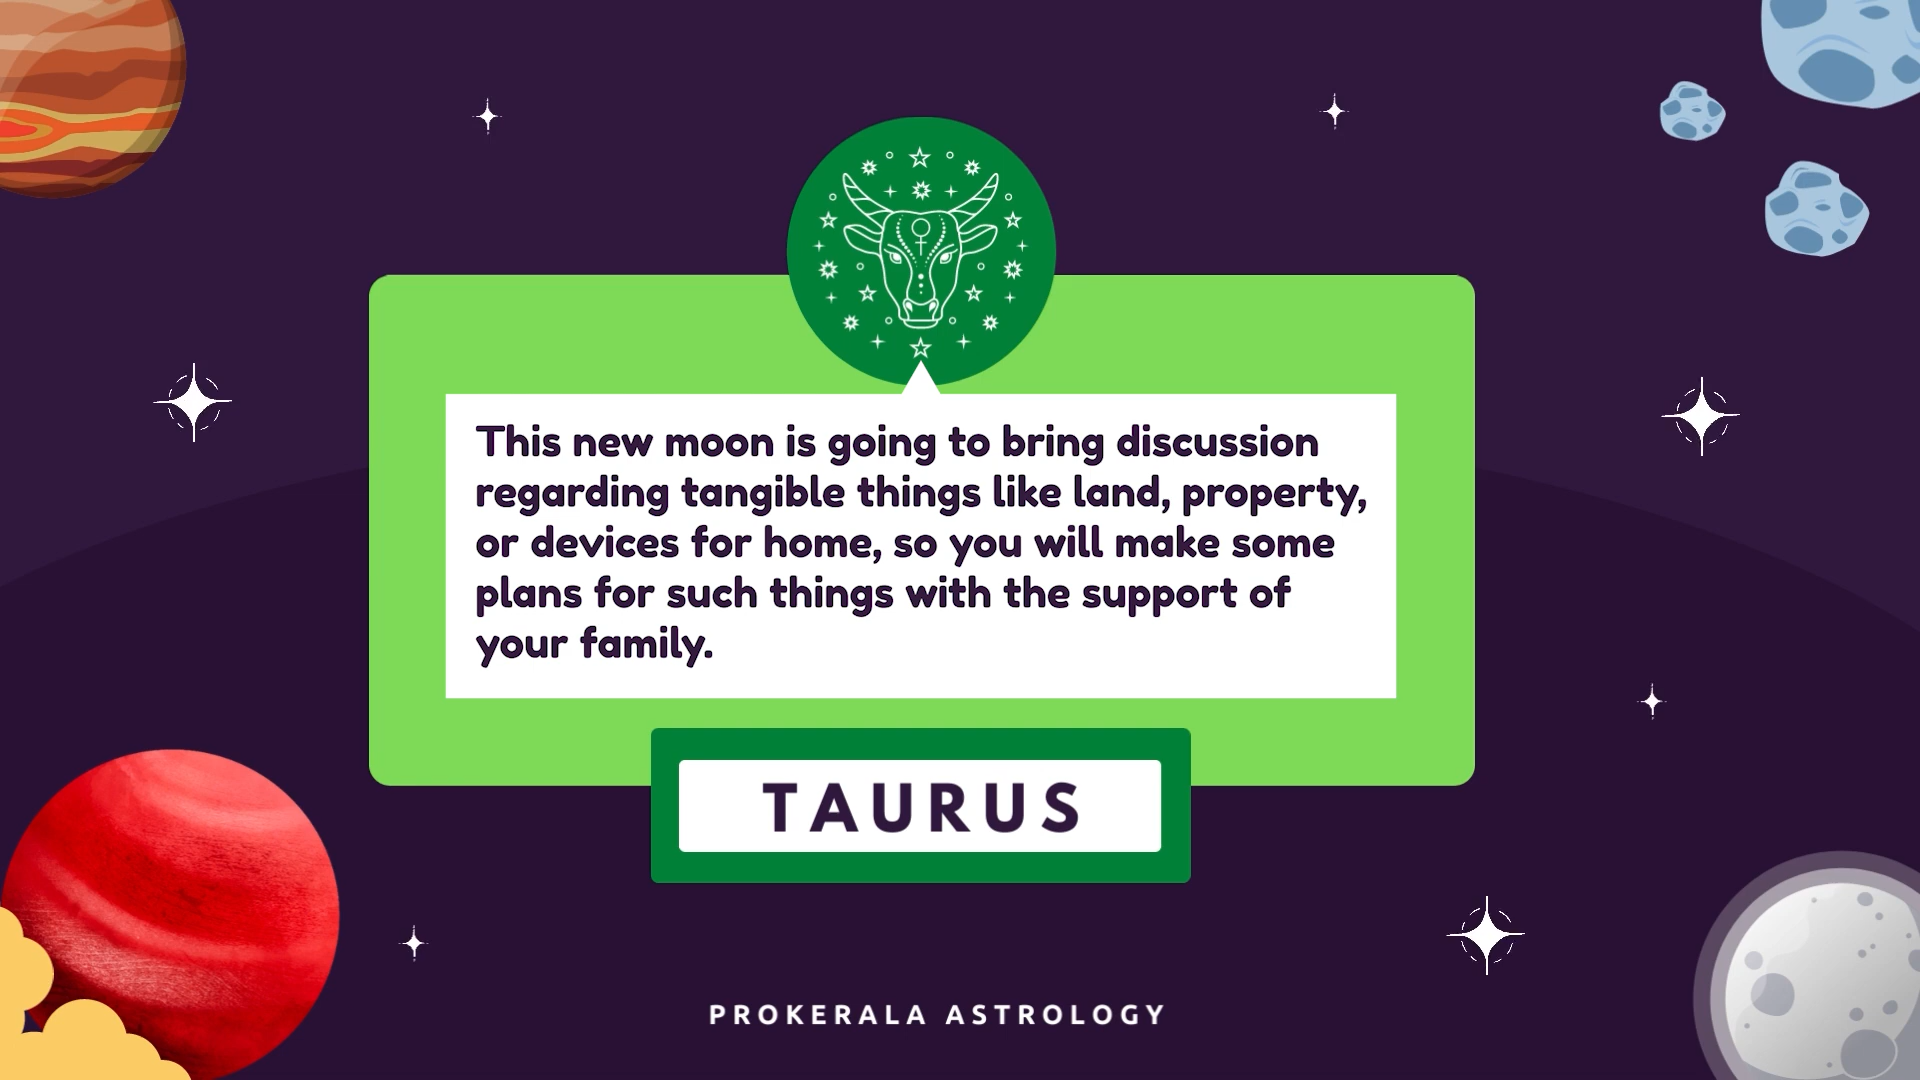 This new moon is going to bring discussion
regarding tangible things like land, property,
or devices for home, so you will make some
plans for such things with the support of
your family.
TAURUS
PROKERALA ASTROLOGY